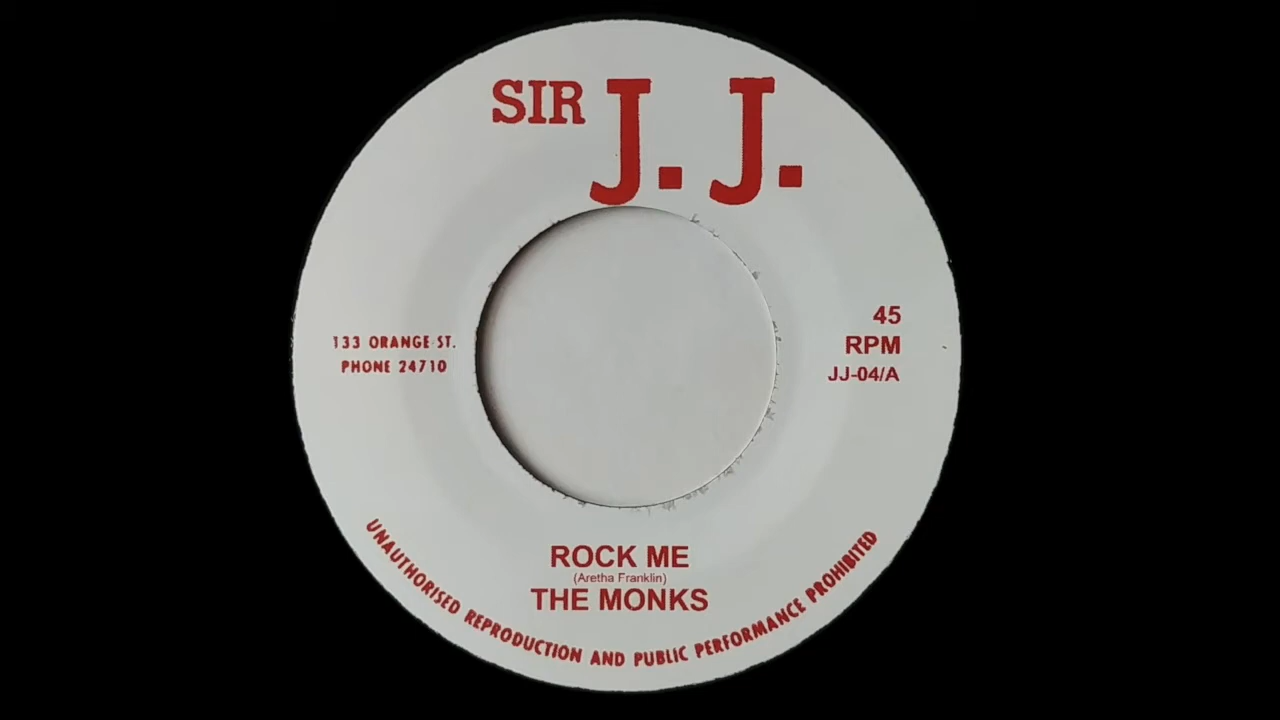 SIR J.J.
133 ORANGE ST.
PHONE 24710
45
RPM
JJ-04/A
ROCK ME
(Aretha Franklin)
THE MONKS
UNAUTHORISED REPRODUCTION AND PUBLIC PERFORMANCE PROHIBITED